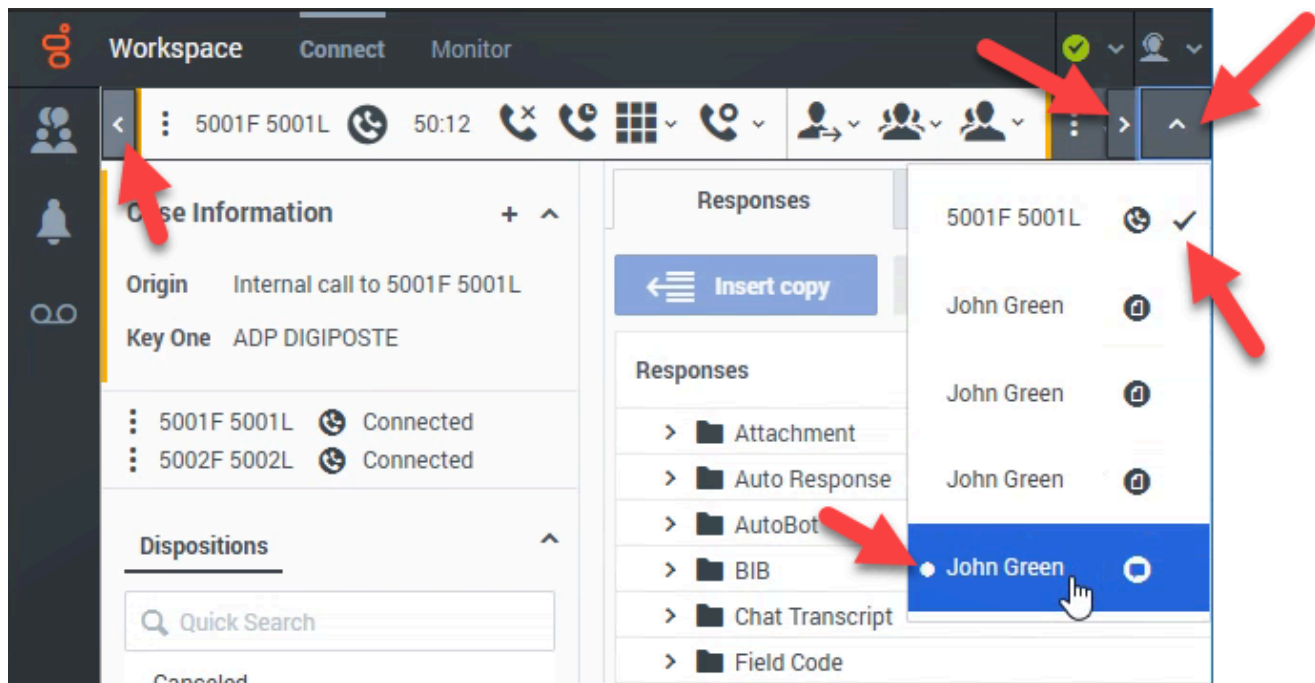 Workspace Connect Monitor
5001F 5001L 50:12
Case Information
Origin Internal call to 5001F 5001L
Key One ADP DIGIPOSTE
5001F 5001L Connected
5002F 5002L Connected
Dispositions
Quick Search
Canceled
Responses
Insert copy
Responses
Attachment
Auto Response
AutoBot
BIB
Chat Transcript
Field Code
5001F 5001L
John Green
John Green
John Green
John Green